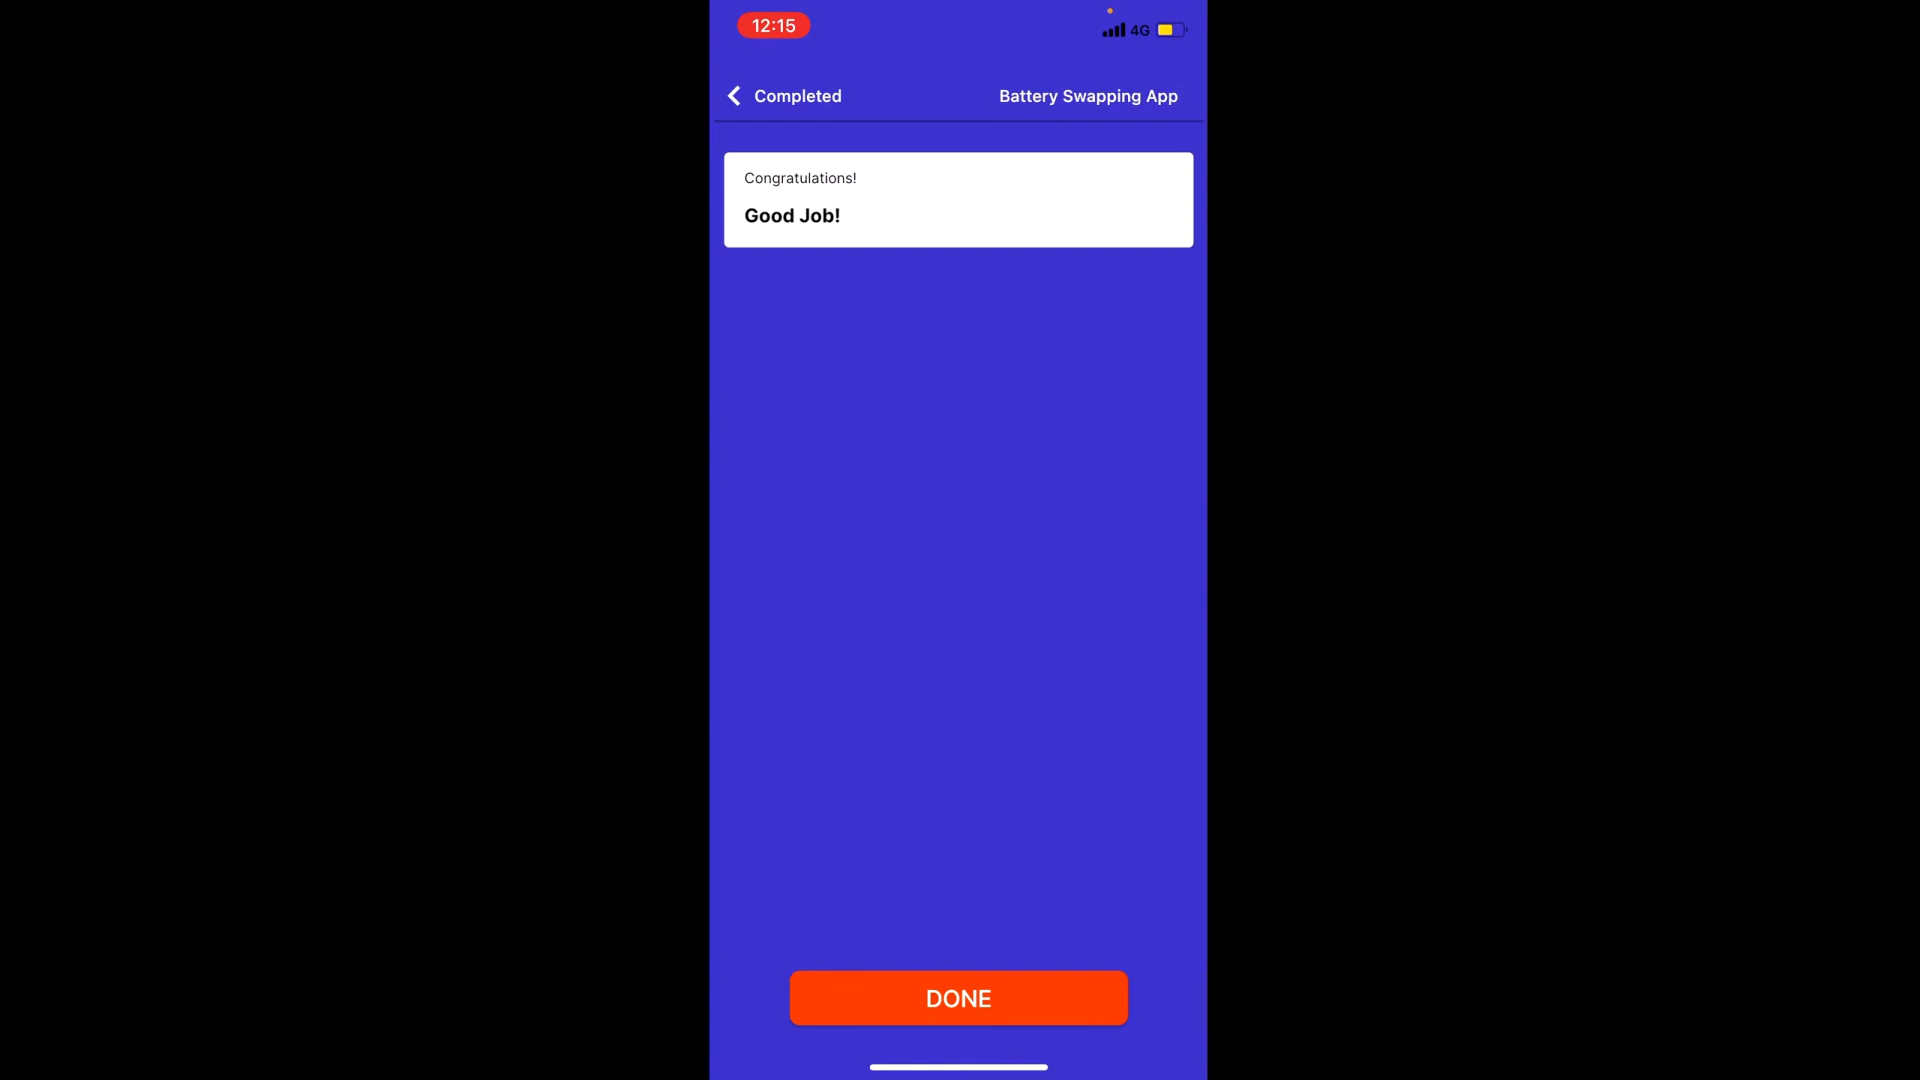 12:15
4G
Completed
Battery Swapping App
Congratulations!
Good Job!
DONE